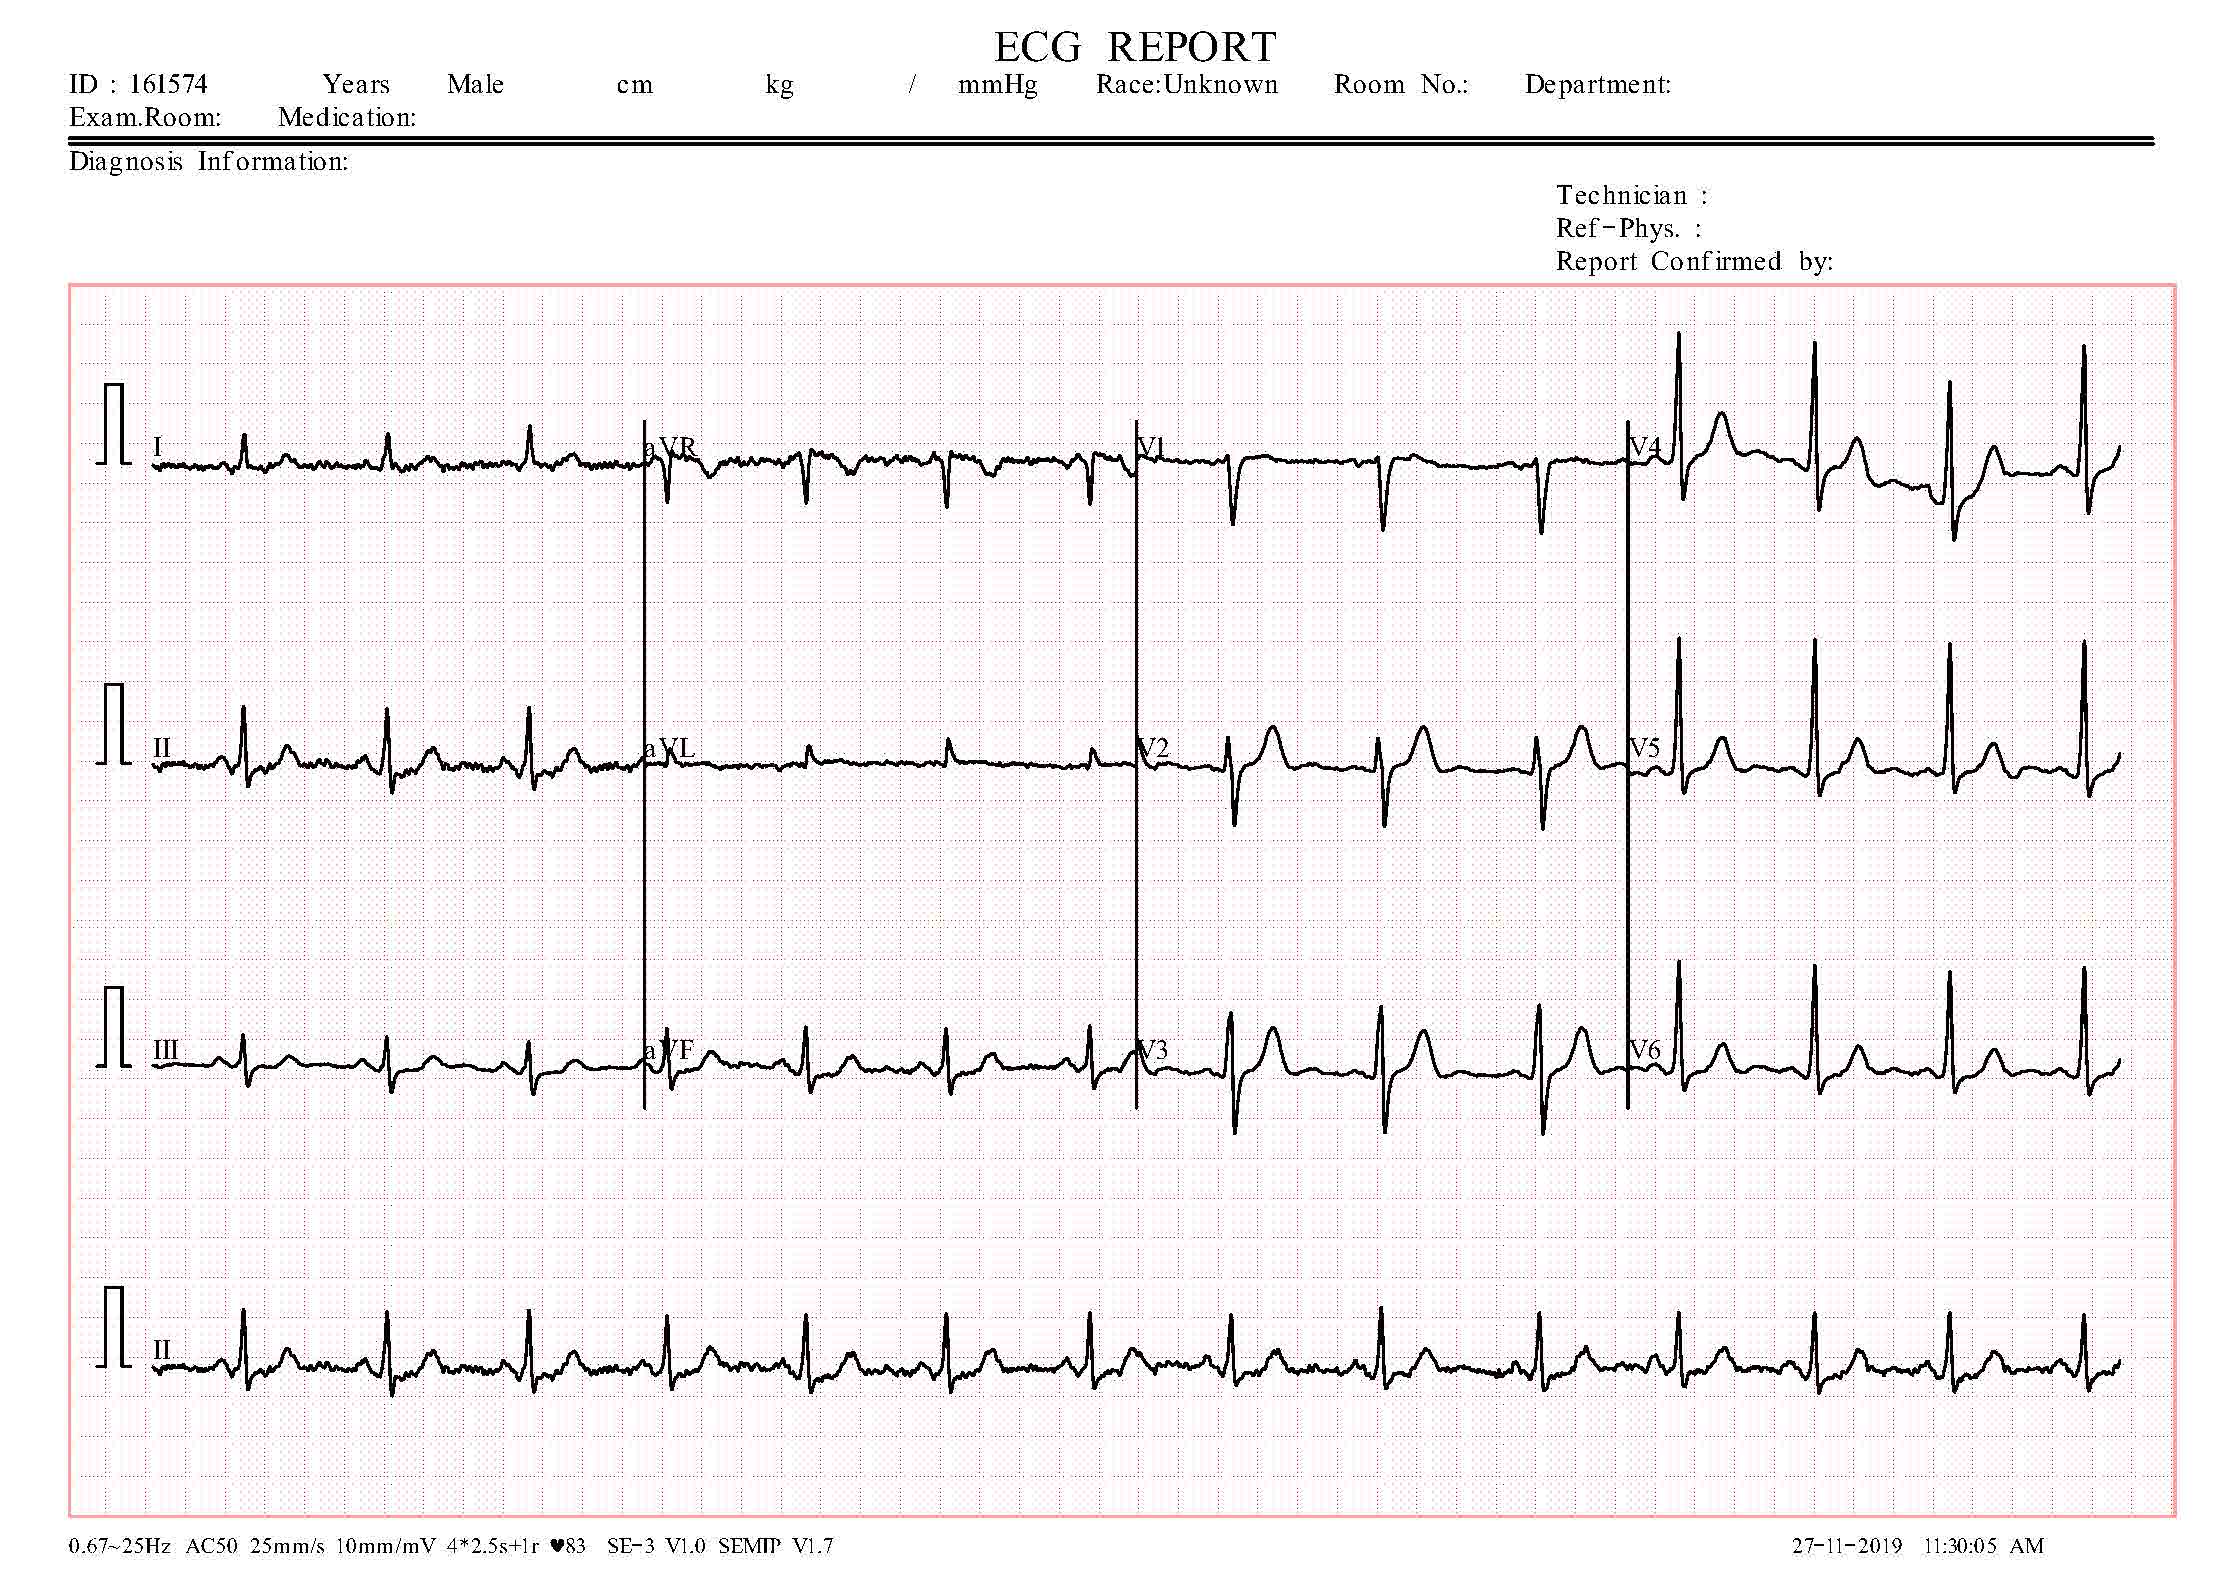 ECG REPORT
ID : 161574 Years Male cm kg / mmHg Race:Unknown Room No.: Department:
Exam.Room: Medication:
Diagnosis Information:
Technician :
Ref-Phys. :
Report Confirmed by:
I aVR V1 V4
II aVL V2 V5
III aVF V3 V6
II
0.67~25Hz AC50 25mm/s 10mm/mV 4*2.5s+1r ♥83 SE-3 V1.0 SEMIP V1.7 27-11-2019 11:30:05 AM